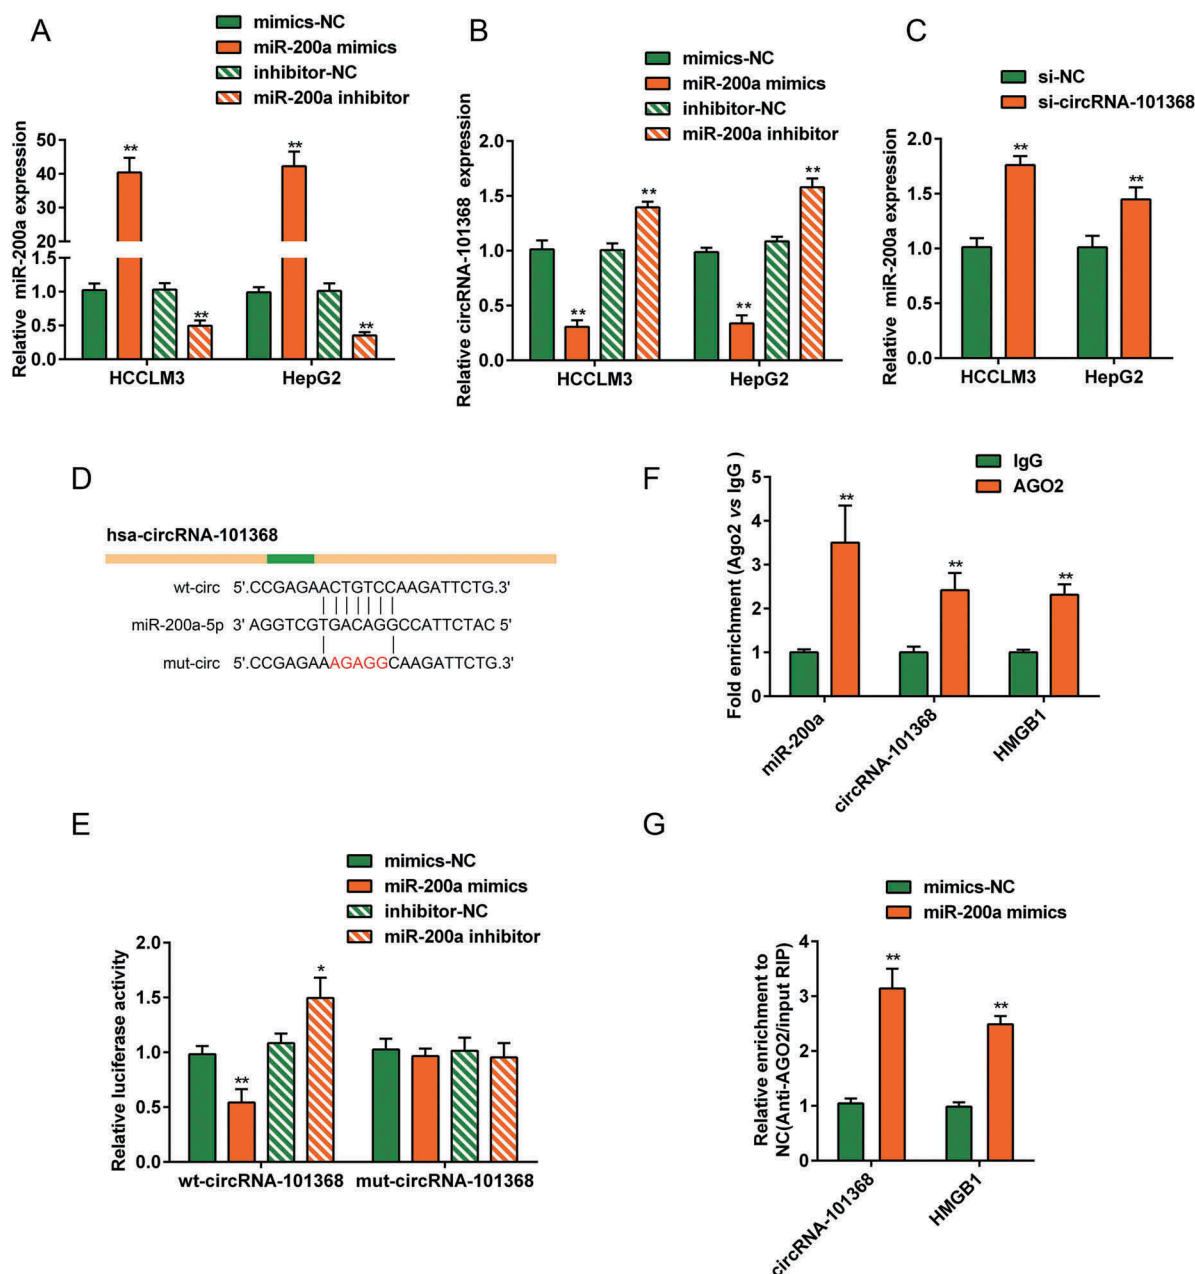 A
mimics-NC
miR-200a mimics
inhibitor-NC
miR-200a inhibitor
Relative miR-200a expression
50
40
30
20
1.5
1.0
0.5
0.0
**
**
**
**
HCCLM3
HepG2
B
mimics-NC
miR-200a mimics
inhibitor-NC
miR-200a inhibitor
Relative circRNA-101368 expression
2.0
1.5
1.0
0.5
0.0
**
**
**
**
HCCLM3
HepG2
C
si-NC
si-circRNA-101368
Relative miR-200a expression
2.0
1.5
1.0
0.5
0.0
**
**
HCCLM3
HepG2
D
hsa-circRNA-101368
wt-circ 5'.CCGAGAACTGTCCAAGATTCTG.3'
miR-200a-5p 3' AGGTCGTGACAGGCCATTCTAC 5'
mut-circ 5'.CCGAGAAAGAGGCAAGATTCTG.3'
F
IgG
AGO2
Fold enrichment (Ago2 vs IgG )
5
4
3
2
1
0
**
**
**
miR-200a
circRNA-101368
HMGB1
E
mimics-NC
miR-200a mimics
inhibitor-NC
miR-200a inhibitor
Relative luciferase activity
2.0
1.5
1.0
0.5
0.0
**
*
wt-circRNA-101368
mut-circRNA-101368
G
mimics-NC
miR-200a mimics
Relative enrichment to
NC(Anti-AGO2/input RIP)
4
3
2
1
0
**
**
circRNA-101368
HMGB1